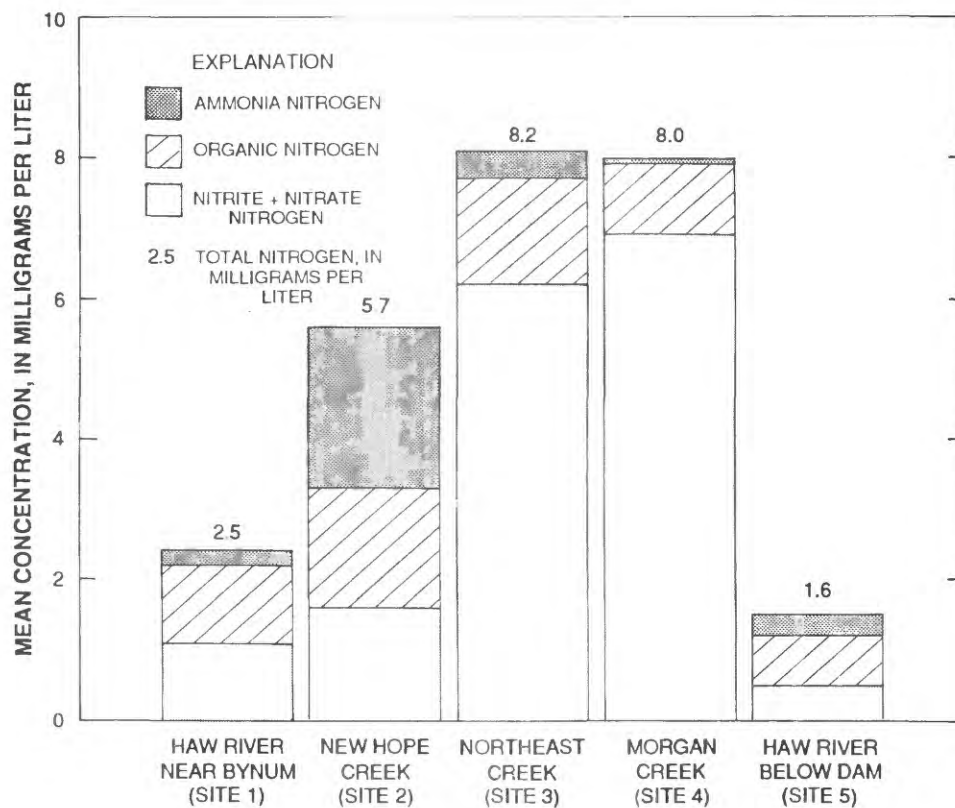 MEAN CONCENTRATION, IN MILLIGRAMS PER LITER
10
8
6
4
2
0
EXPLANATION
AMMONIA NITROGEN
ORGANIC NITROGEN
NITRITE + NITRATE
NITROGEN
2.5 TOTAL NITROGEN, IN
MILLIGRAMS PER
LITER
2.5
5.7
8.2
8.0
1.6
HAW RIVER
NEAR BYNUM
(SITE 1)
NEW HOPE
CREEK
(SITE 2)
NORTHEAST
CREEK
(SITE 3)
MORGAN
CREEK
(SITE 4)
HAW RIVER
BELOW DAM
(SITE 5)